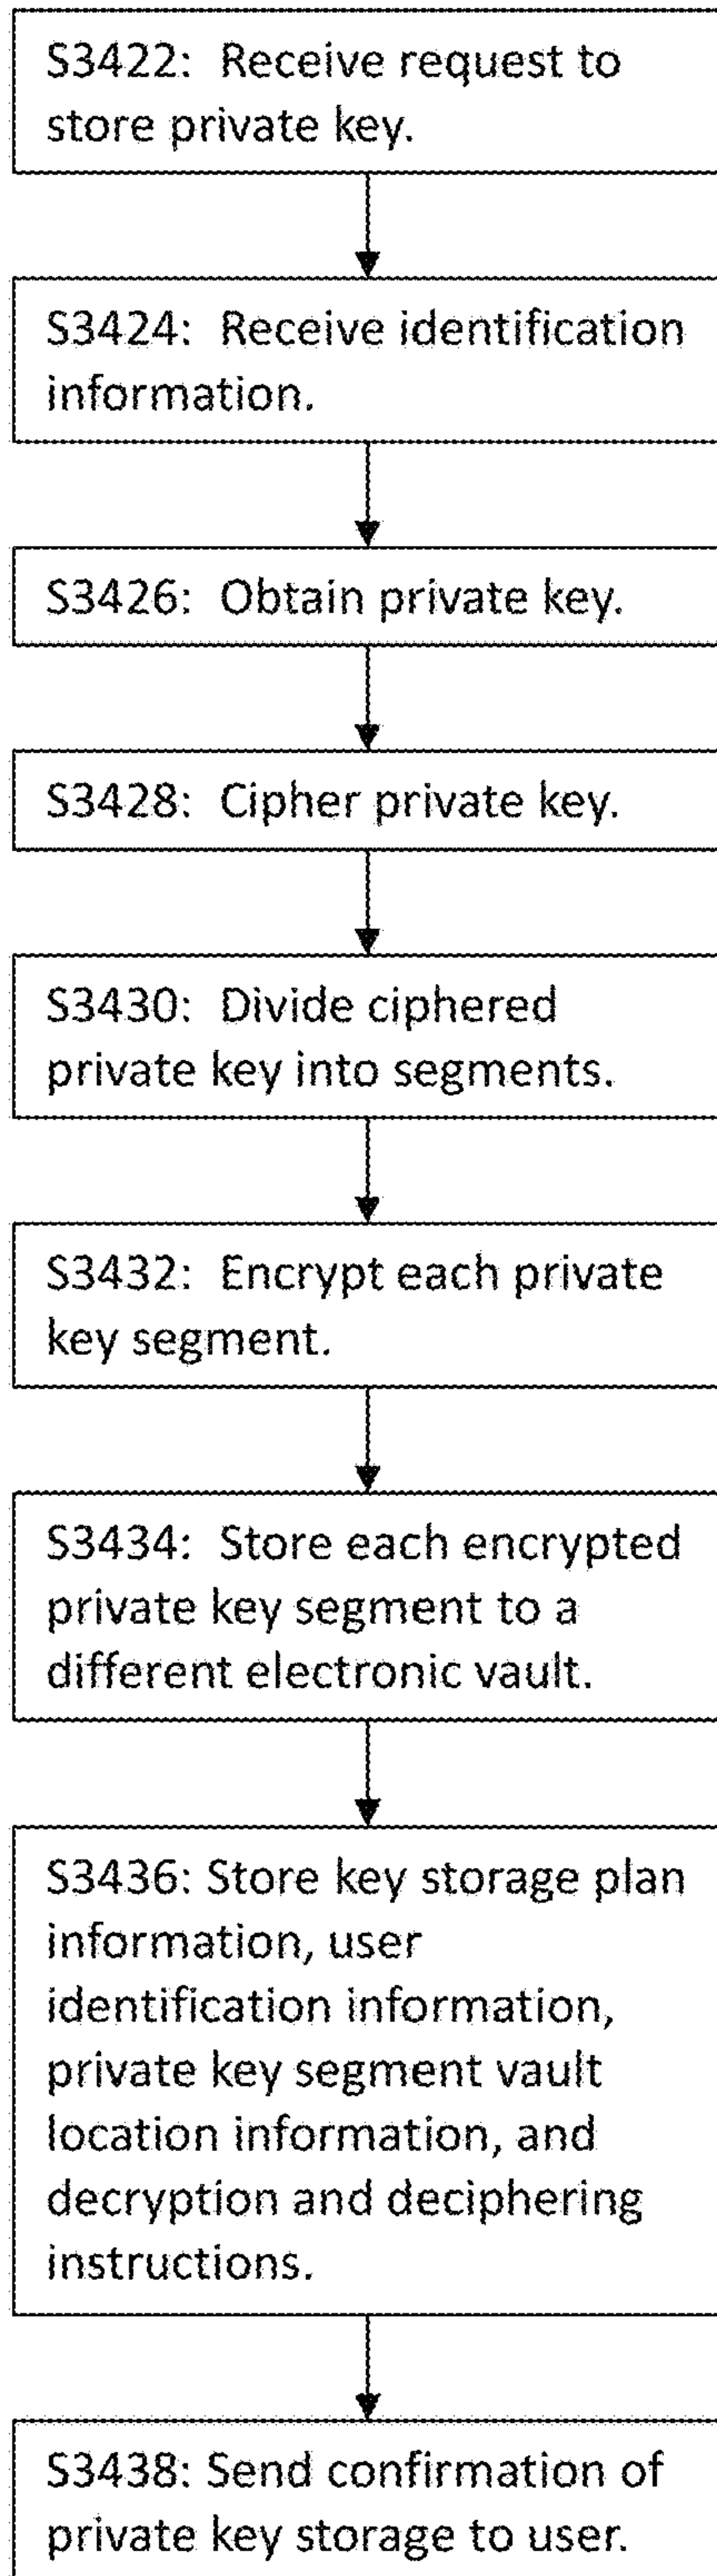 S3422: Receive request to
store private key.
S3424: Receive identification
information.
S3426: Obtain private key.
S3428: Cipher private key.
S3430: Divide ciphered
private key into segments.
S3432: Encrypt each private
key segment.
S3434: Store each encrypted
private key segment to a
different electronic vault.
S3436: Store key storage plan
information, user
identification information,
private key segment vault
location information, and
decryption and deciphering
instructions.
S3438: Send confirmation of
private key storage to user.